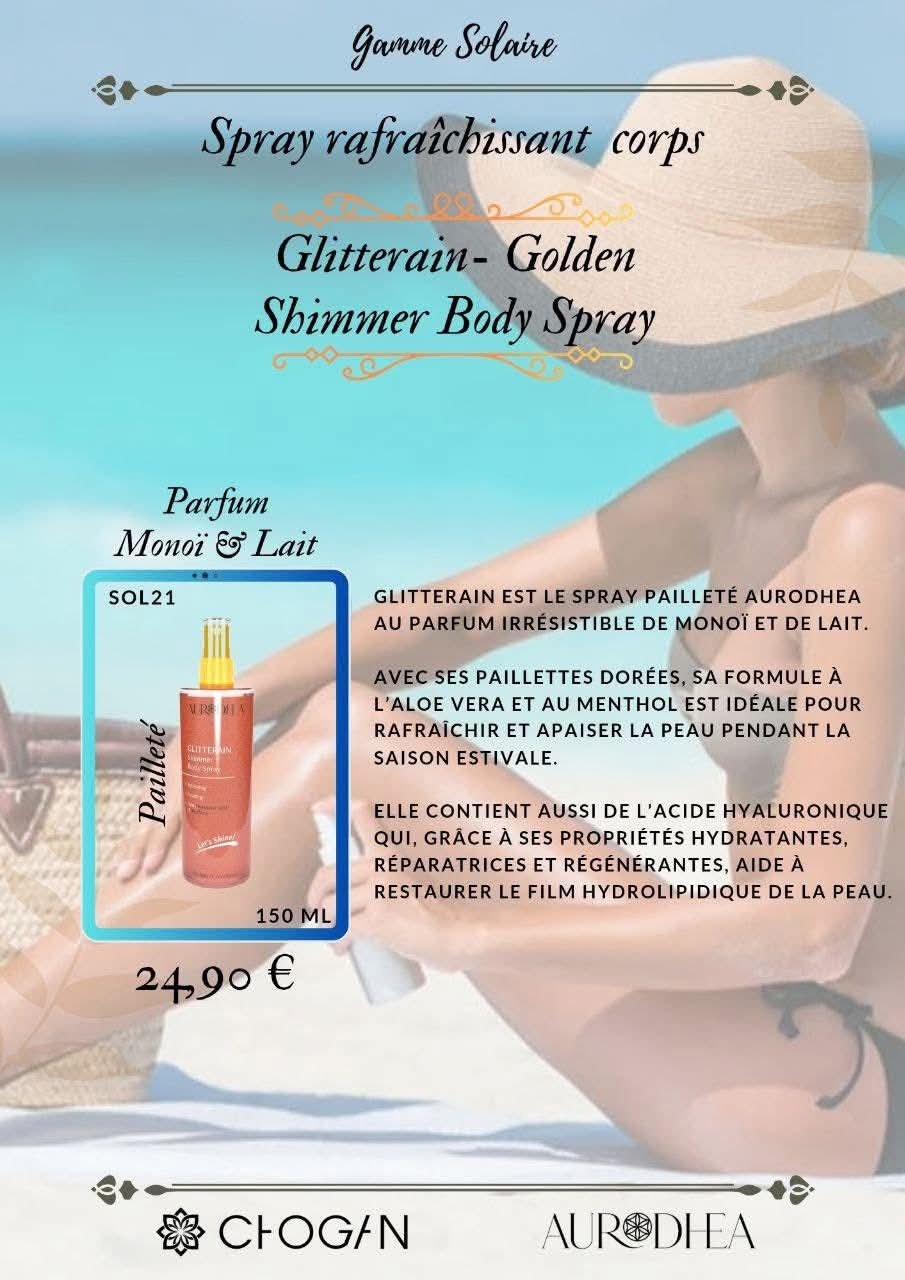 Gamme Solaire
Spray rafraîchissant corps
Glitterain- Golden
Shimmer Body Spray
Parfum
Monoï & Lait
SOL21
Pailleté
AURODHEA
GLITTERAIN
Shimmer
Body Spray
Let's Shine!
150 ML
24,90 €
GLITTERAIN EST LE SPRAY PAILLETÉ AURODHEA
AU PARFUM IRRÉSISTIBLE DE MONOÏ ET DE LAIT.
AVEC SES PAILLETTES DORÉES, SA FORMULE À
L'ALOE VERA ET AU MENTHOL EST IDÉALE POUR
RAFRAÎCHIR ET APAISER LA PEAU PENDANT LA
SAISON ESTIVALE.
ELLE CONTIENT AUSSI DE L'ACIDE HYALURONIQUE
QUI, GRÂCE À SES PROPRIÉTÉS HYDRATANTES,
RÉPARATRICES ET RÉGÉNÉRANTES, AIDE À
RESTAURER LE FILM HYDROLIPIDIQUE DE LA PEAU.
CHOGAN
AURODHEA